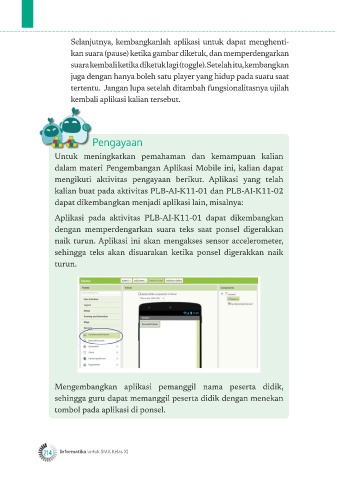 Selanjutnya, kembangkanlah aplikasi untuk dapat menghenti-
kan suara (pause) ketika gambar diketuk, dan memperdengarkan
suara kembali ketika diketuk lagi (toggle). Setelah itu, kembangkan
juga dengan hanya boleh satu player yang hidup pada suatu saat
tertentu. Jangan lupa setelah ditambah fungsionalitasnya ujilah
kembali aplikasi kalian tersebut.
Pengayaan
Untuk meningkatkan pemahaman dan kemampuan kalian
dalam materi Pengembangan Aplikasi Mobile ini, kalian dapat
mengikuti aktivitas pengayaan berikut. Aplikasi yang telah
kalian buat pada aktivitas PLB-AI-K11-01 dan PLB-AI-K11-02
dapat dikembangkan menjadi aplikasi lain, misalnya:
Aplikasi pada aktivitas PLB-AI-K11-01 dapat dikembangkan
dengan memperdengarkan suara teks saat ponsel digerakkan
naik turun. Aplikasi ini akan mengakses sensor accelerometer,
sehingga teks akan disuarakan ketika ponsel digerakkan naik
turun.
Mengembangkan aplikasi pemanggil nama peserta didik,
sehingga guru dapat memanggil peserta didik dengan menekan
tombol pada aplikasi di ponsel.
214 Informatika untuk SMA Kelas XI